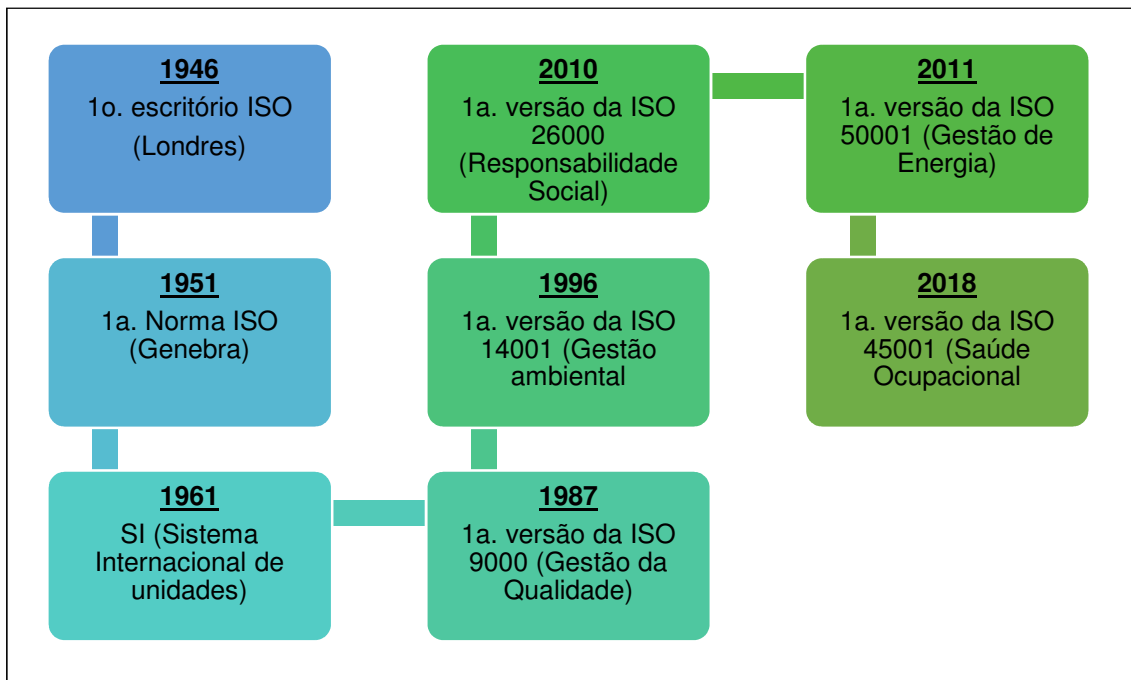 1946
1o. escritório ISO
(Londres)
1951
1a. Norma ISO
(Genebra)
1961
SI (Sistema
Internacional de
unidades)
1987
1a. versão da ISO
9000 (Gestão da
Qualidade)
1996
1a. versão da ISO
14001 (Gestão
ambiental
2010
1a. versão da ISO
26000
(Responsabilidade
Social)
2011
1a. versão da ISO
50001 (Gestão de
Energia)
2018
1a. versão da ISO
45001 (Saúde
Ocupacional